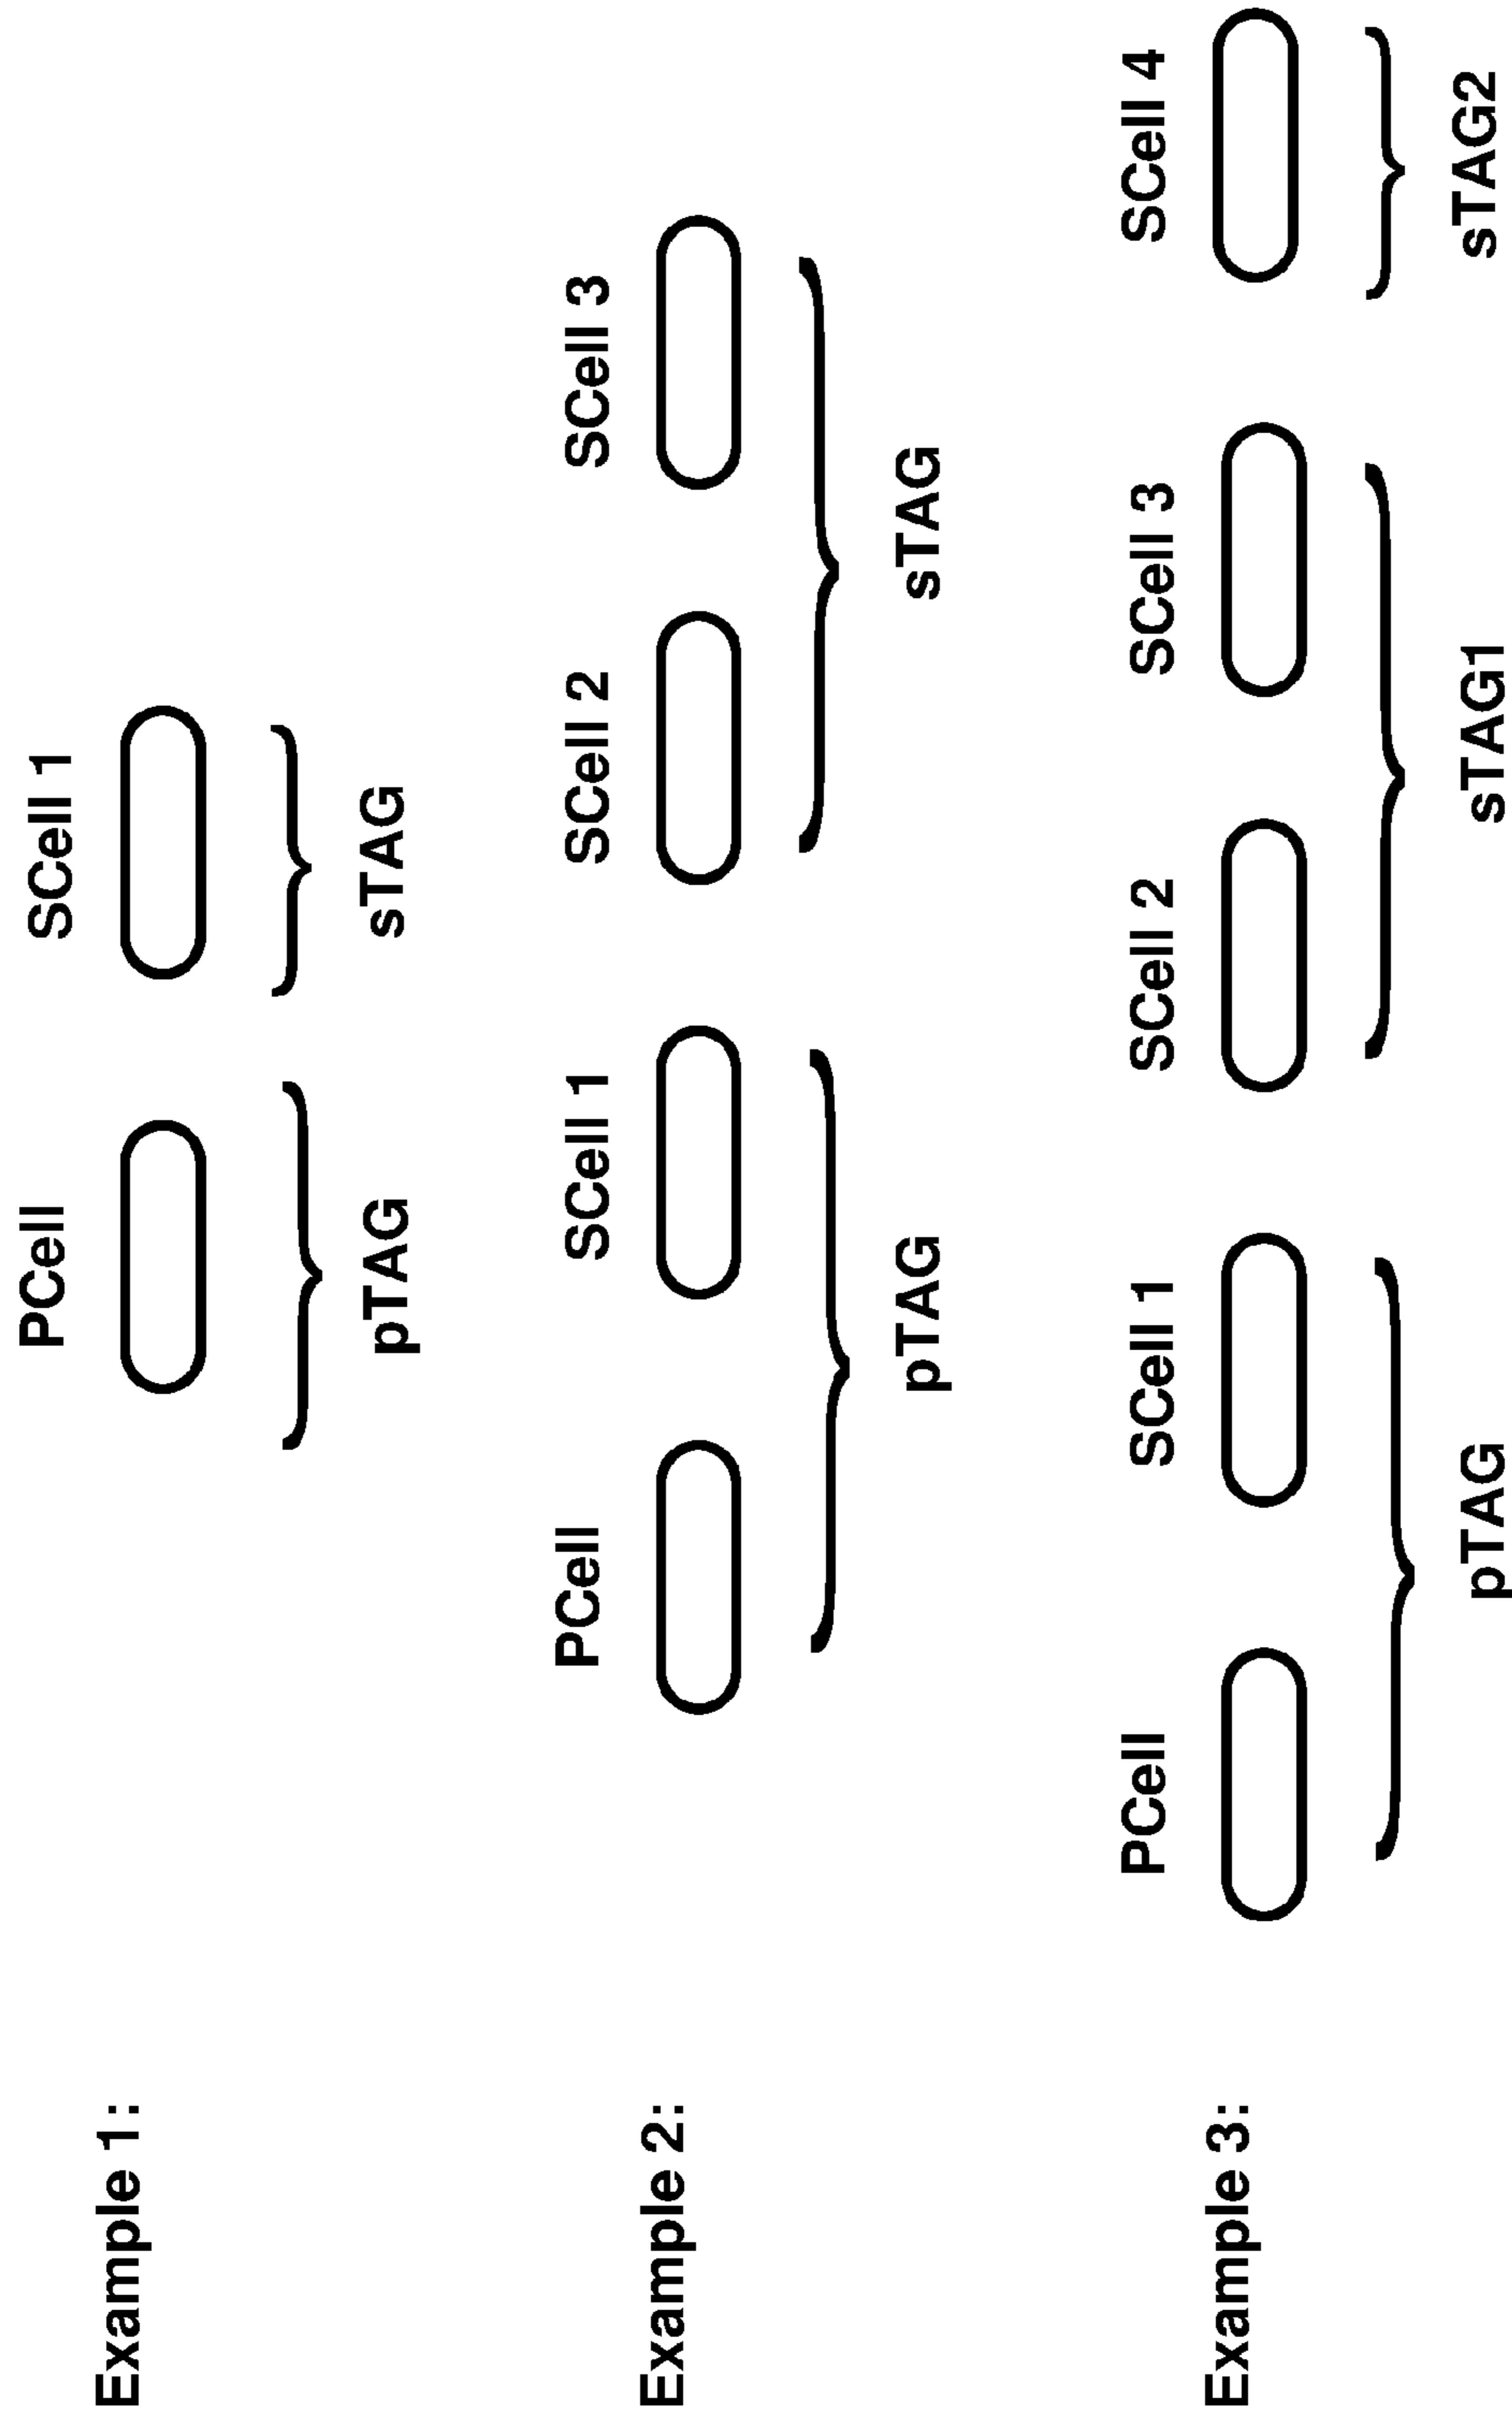 PCell SCell 1
Example 1:
pTAG sTAG
PCell SCell 1 SCell 2 SCell 3
Example 2:
pTAG sTAG
PCell SCell 1 SCell 2 SCell 3 SCell 4
Example 3:
pTAG sTAG1 sTAG2